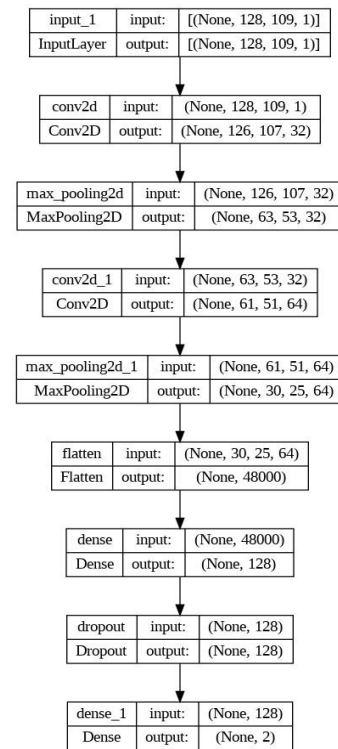 input_1 input: [(None, 128, 109, 1)]
InputLayer output: [(None, 128, 109, 1)]
conv2d input: (None, 128, 109, 1)
Conv2D output: (None, 126, 107, 32)
max_pooling2d input: (None, 126, 107, 32)
MaxPooling2D output: (None, 63, 53, 32)
conv2d_1 input: (None, 63, 53, 32)
Conv2D output: (None, 61, 51, 64)
max_pooling2d_1 input: (None, 61, 51, 64)
MaxPooling2D output: (None, 30, 25, 64)
flatten input: (None, 30, 25, 64)
Flatten output: (None, 48000)
dense input: (None, 48000)
Dense output: (None, 128)
dropout input: (None, 128)
Dropout output: (None, 128)
dense_1 input: (None, 128)
Dense output: (None, 2)